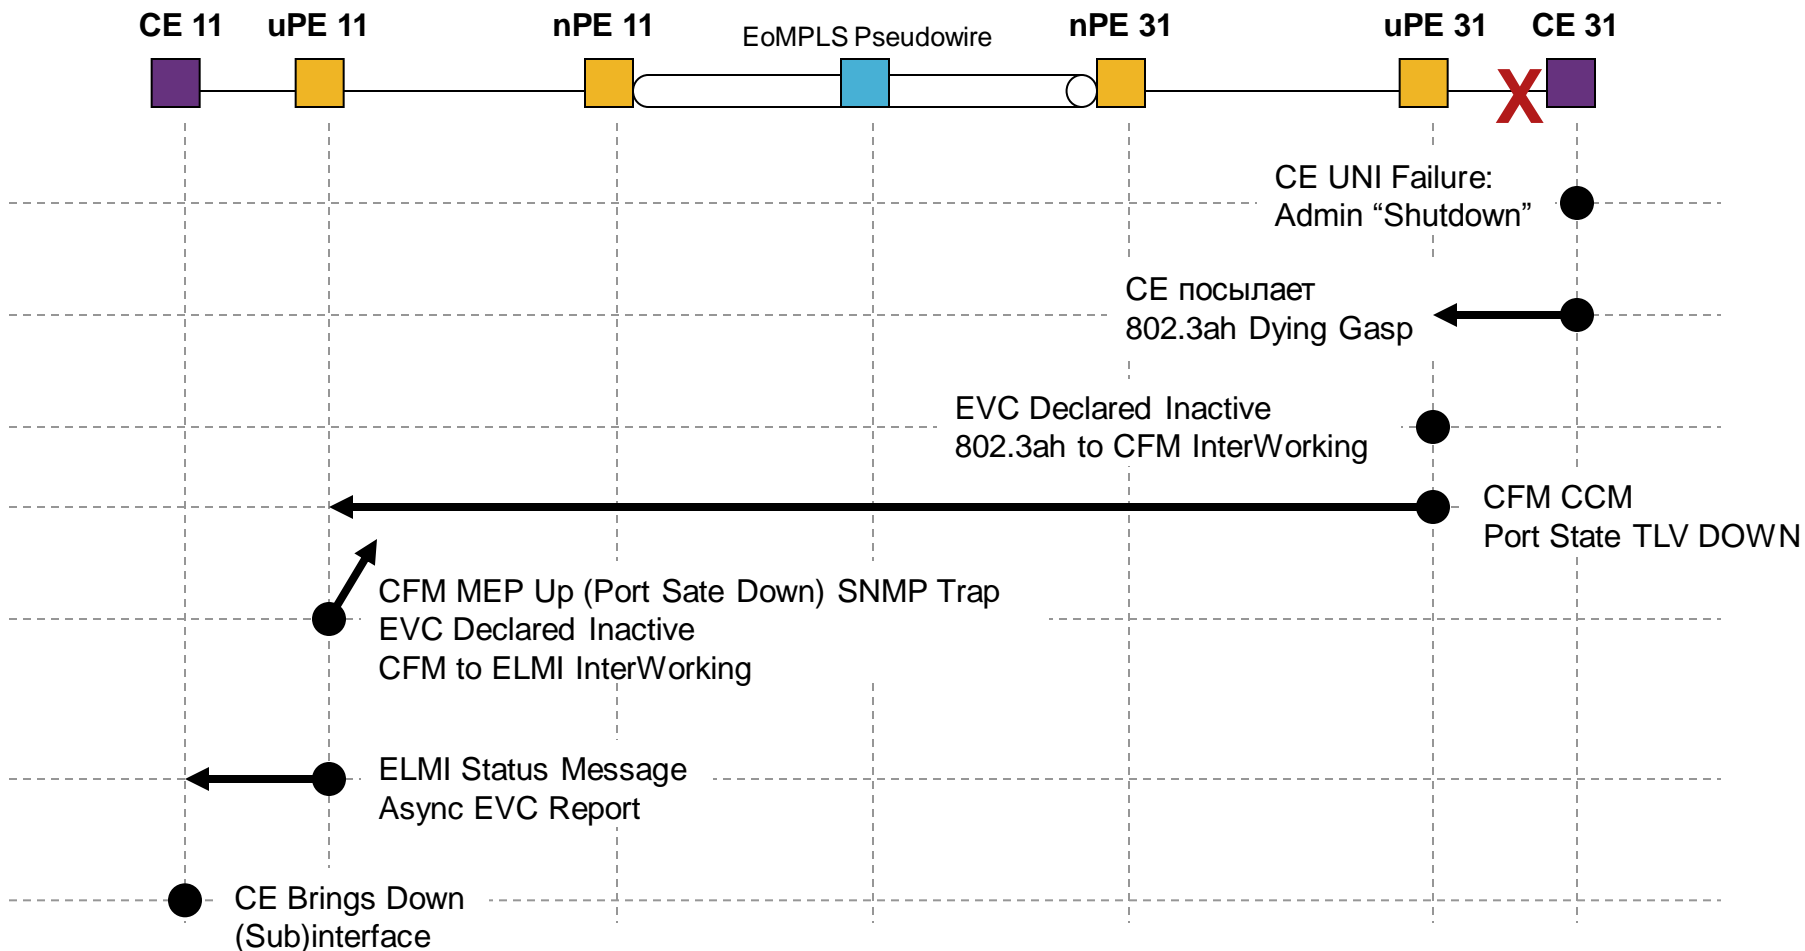 CE 11
uPE 11
nPE 11
EoMPLS Pseudowire
nPE 31
uPE 31
CE 31
X
CE UNI Failure:
Admin “Shutdown”
CE посылает
802.3ah Dying Gasp
EVC Declared Inactive
802.3ah to CFM InterWorking
CFM CCM
Port State TLV DOWN
CFM MEP Up (Port Sate Down) SNMP Trap
EVC Declared Inactive
CFM to ELMI InterWorking
ELMI Status Message
Async EVC Report
CE Brings Down
(Sub)interface